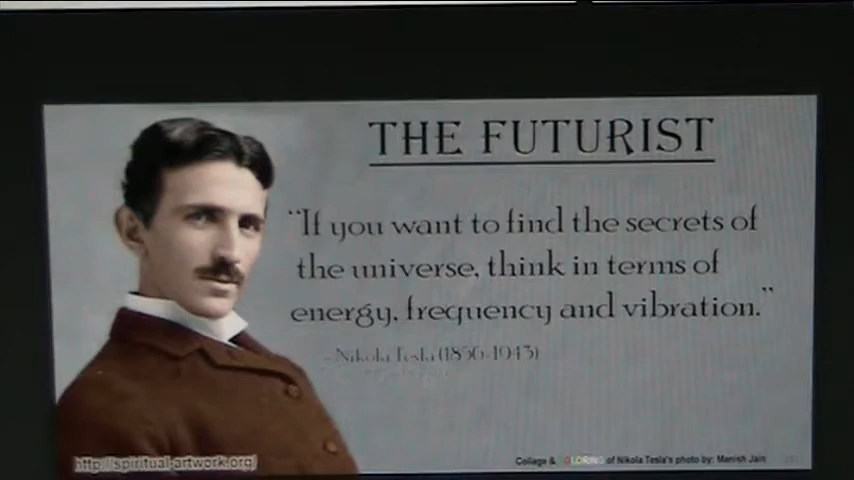 THE FUTURIST
“If you want to find the secrets of
the universe, think in terms of
energy, frequency and vibration.”
- Nikola Tesla (1856-1943)
http://spiritual-artwork.org/
Collage & COLORING of Nikola Tesla's photo by: Manish Jain